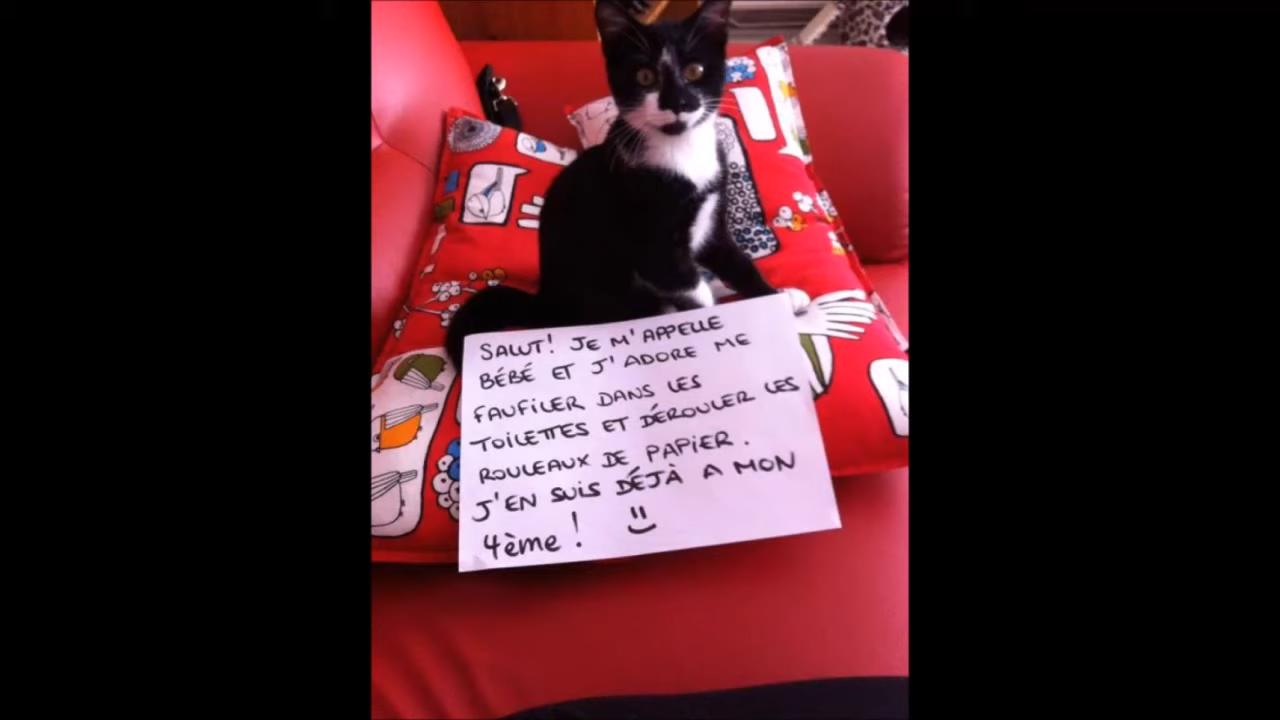 SALUT! JE M'APPELLE
BÉBÉ ET J'ADORE ME
FAUFILER DANS LES
TOILETTES ET DÉROULER LES
ROULEAUX DE PAPIER.
J'EN SUIS DÉJÀ A MON
4ème !